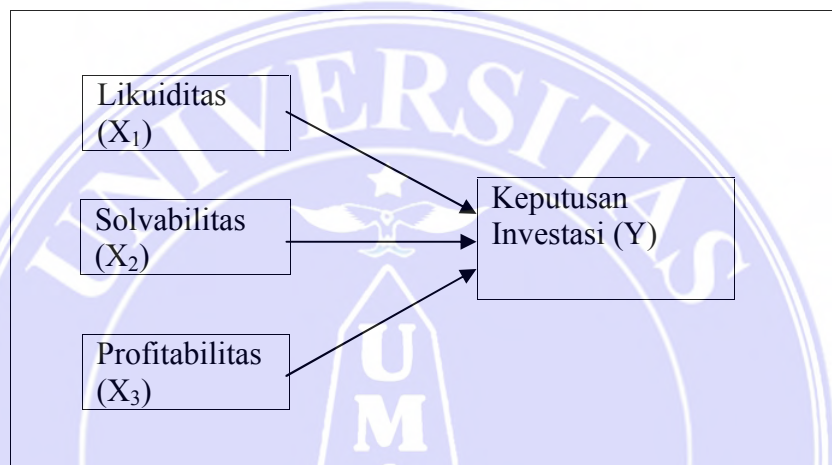 UNIVERSITAS
Likuiditas
(X₁)
Solvabilitas
(X₂)
Profitabilitas
(X₃)
Keputusan
Investasi (Y)
U
M